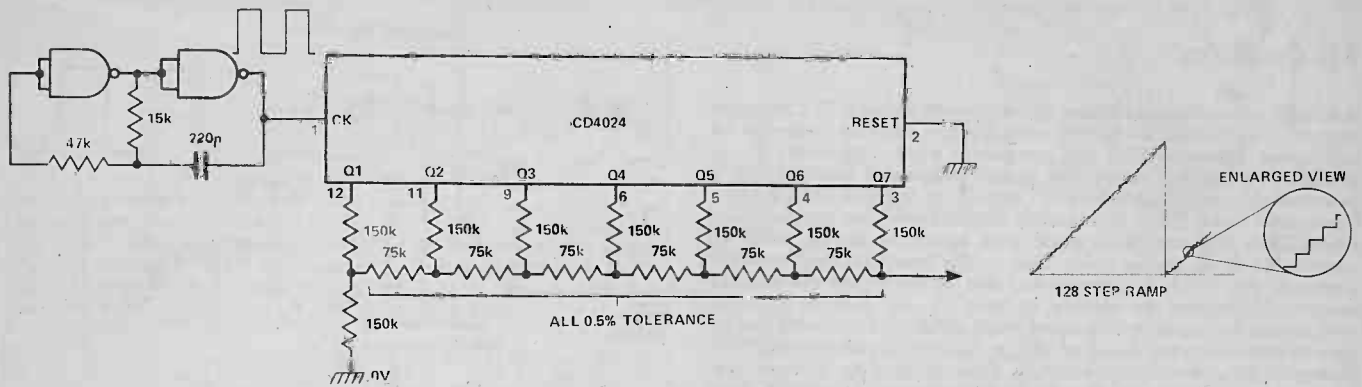 15k
47k
220p
1 CK
CD4024
RESET
2
Q1 Q2 Q3 Q4 Q5 Q6 Q7
12 11 9 6 5 4 3
150k 150k 150k 150k 150k 150k 150k
75k 75k 75k 75k 75k 75k
150k
0V
ALL 0.5% TOLERANCE
128 STEP RAMP
ENLARGED VIEW